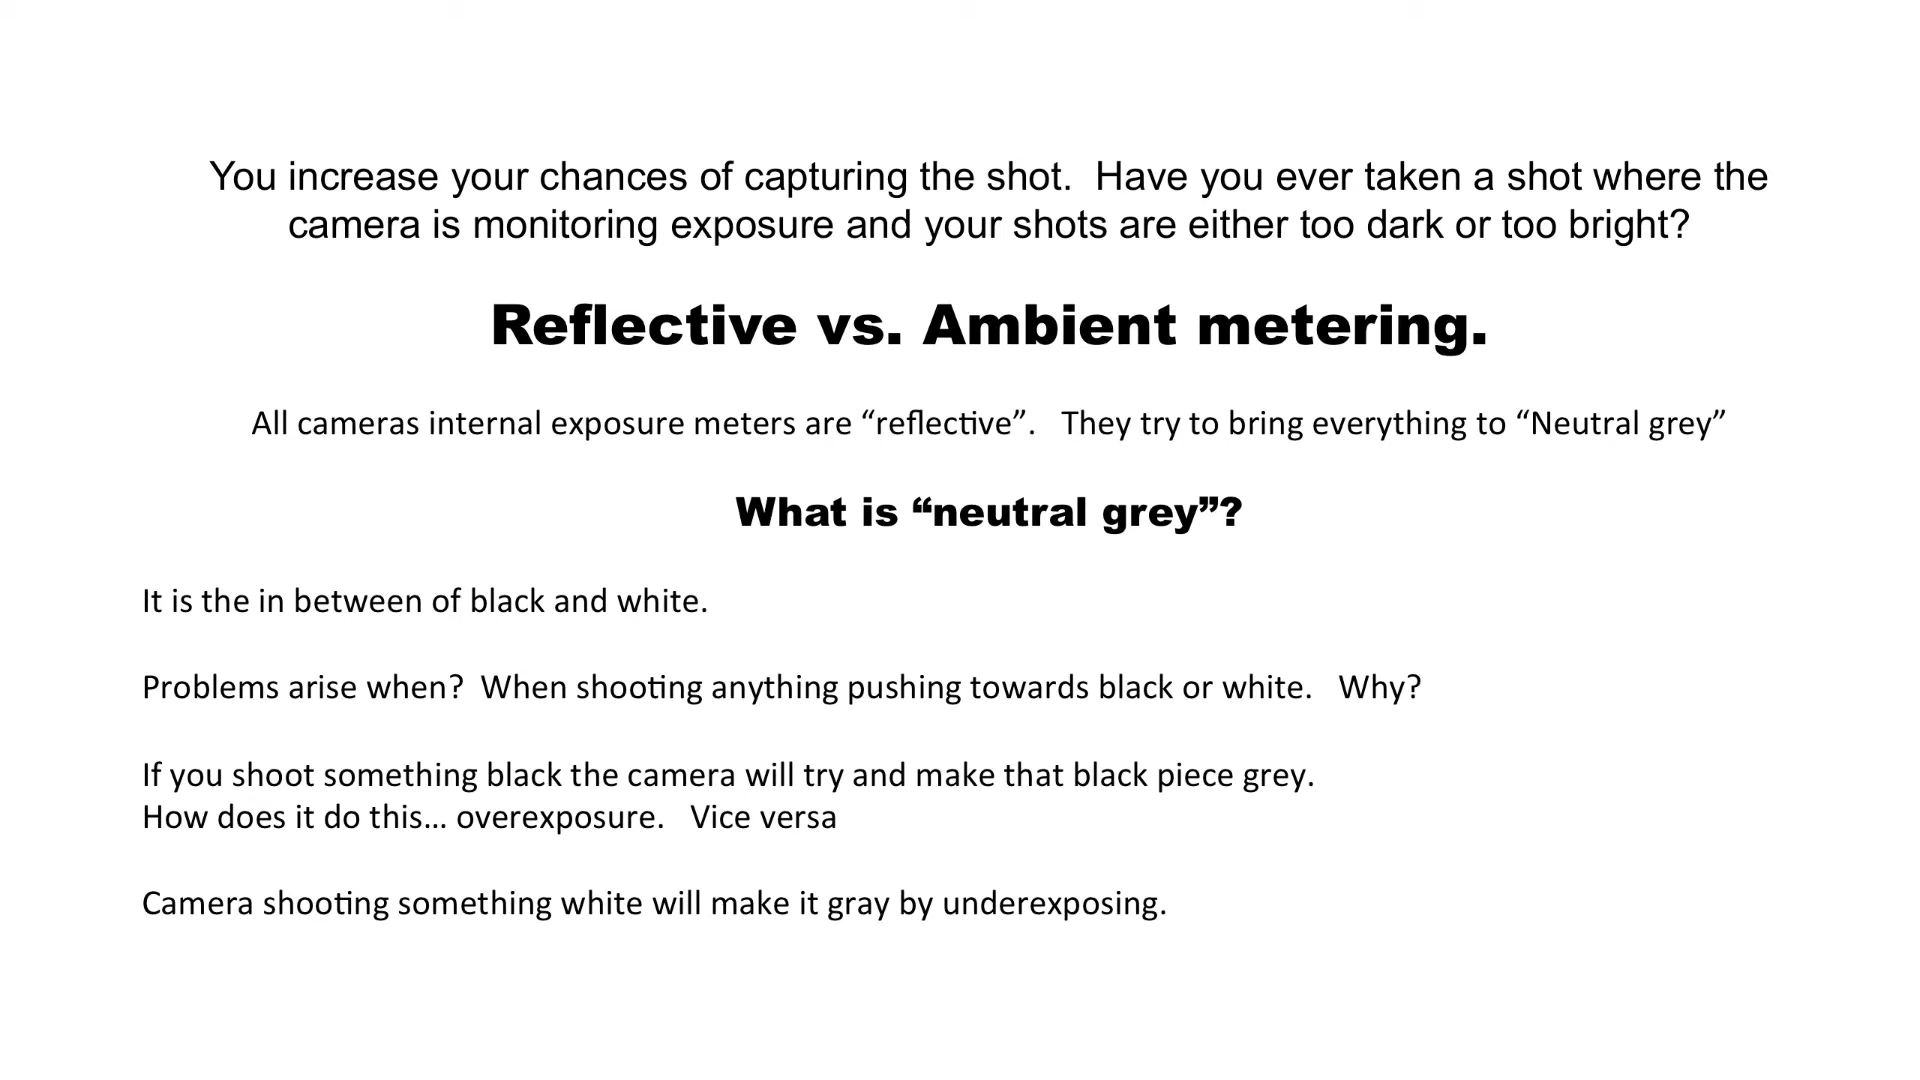 You increase your chances of capturing the shot.  Have you ever taken a shot where the
camera is monitoring exposure and your shots are either too dark or too bright?
Reflective vs. Ambient metering.
All cameras internal exposure meters are “reflective”.   They try to bring everything to “Neutral grey”
What is “neutral grey”?
It is the in between of black and white.
Problems arise when?  When shooting anything pushing towards black or white.   Why?
If you shoot something black the camera will try and make that black piece grey.
How does it do this… overexposure.   Vice versa
Camera shooting something white will make it gray by underexposing.